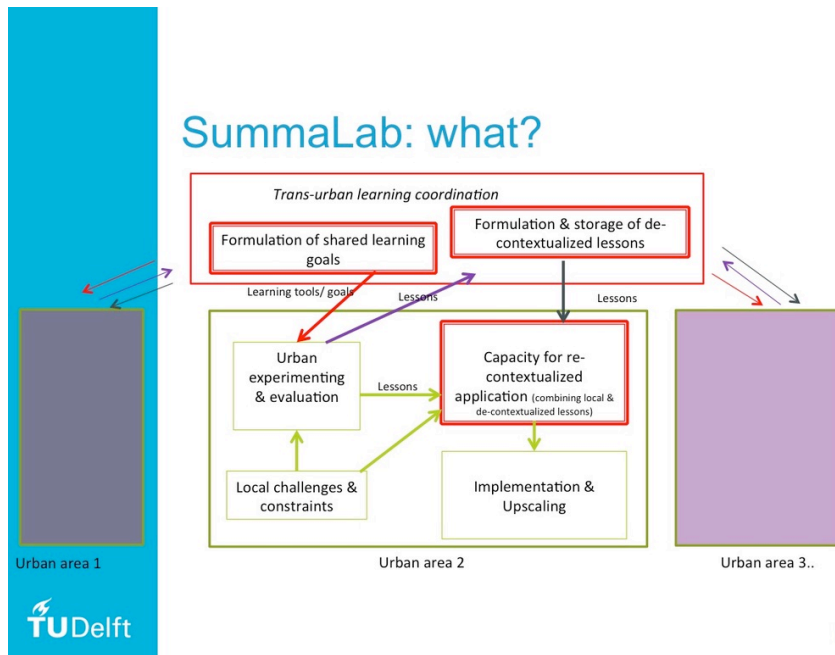 SummaLab: what?
Trans-urban learning coordination
Formulation of shared learning
goals
Formulation & storage of de-
contextualized lessons
Learning tools/ goals
Lessons
Lessons
Urban
experimenting
& evaluation
Lessons
Capacity for re-
contextualized
application (combining local &
de-contextualized lessons)
Local challenges &
constraints
Implementation &
Upscaling
Urban area 1
Urban area 2
Urban area 3..
TUDelft